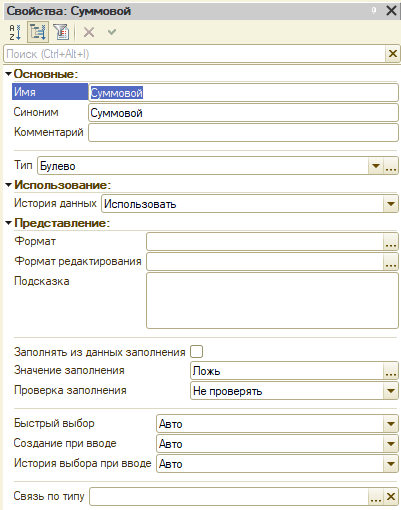 Свойства: Суммовой
Поиск (Ctrl+Alt+I)
Основные:
Имя Суммовой
Синоним Суммовой
Комментарий
Тип Булево
Использование:
История данных Использовать
Представление:
Формат
Формат редактирования
Подсказка
Заполнять из данных заполнения
Значение заполнения Ложь
Проверка заполнения Не проверять
Быстрый выбор Авто
Создание при вводе Авто
История выбора при вводе Авто
Связь по типу